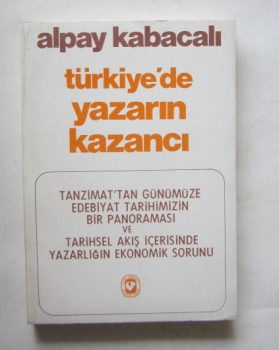 alpay kabacalı
türkiye'de
yazarın
kazancı
TANZİMAT'TAN GÜNÜMÜZE
EDEBİYAT TARİHİMİZİN
BİR PANORAMASI
VE
TARİHSEL AKIŞ İÇERİSİNDE
YAZARLIĞIN EKONOMİK SORUNU